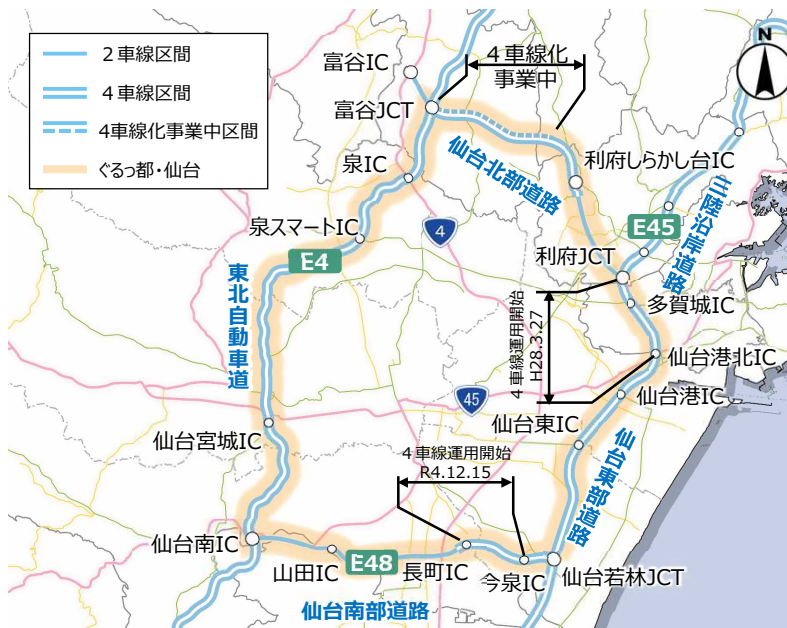 ２車線区間
４車線区間
4車線化事業中区間
ぐるっ都・仙台
４車線化
事業中
富谷IC
富谷JCT
泉IC
仙台北部道路
利府しらかし台IC
三陸沿岸道路
E45
4
泉スマートIC
E4
利府JCT
東北自動車道
多賀城IC
４車線運用開始
H28.3.27
仙台港北IC
仙台港IC
45
仙台東IC
仙台宮城IC
仙台東部道路
４車線運用開始
R4.12.15
仙台南IC
山田IC
E48
長町IC
今泉IC
仙台若林JCT
仙台南部道路